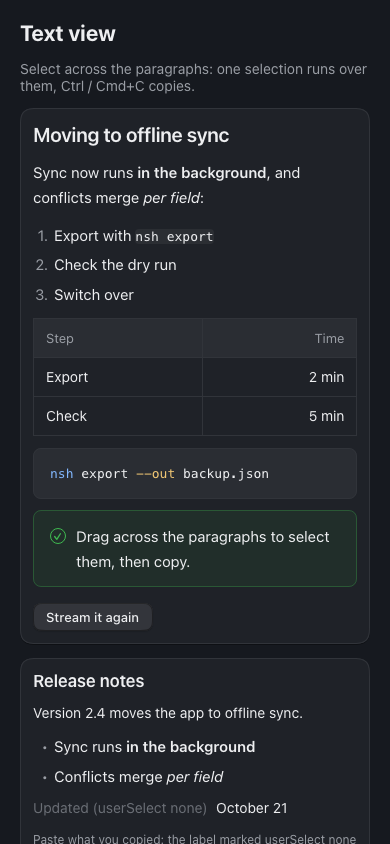 Text view
Select across the paragraphs: one selection runs over
them, Ctrl / Cmd+C copies.
Moving to offline sync
Sync now runs in the background, and
conflicts merge per field:
1. Export with nsh export
2. Check the dry run
3. Switch over
Step Time
Export 2 min
Check 5 min
nsh export --out backup.json
Drag across the paragraphs to select
them, then copy.
Stream it again
Release notes
Version 2.4 moves the app to offline sync.
• Sync runs in the background
• Conflicts merge per field
Updated (userSelect none) October 21
Paste what you copied: the label marked userSelect none